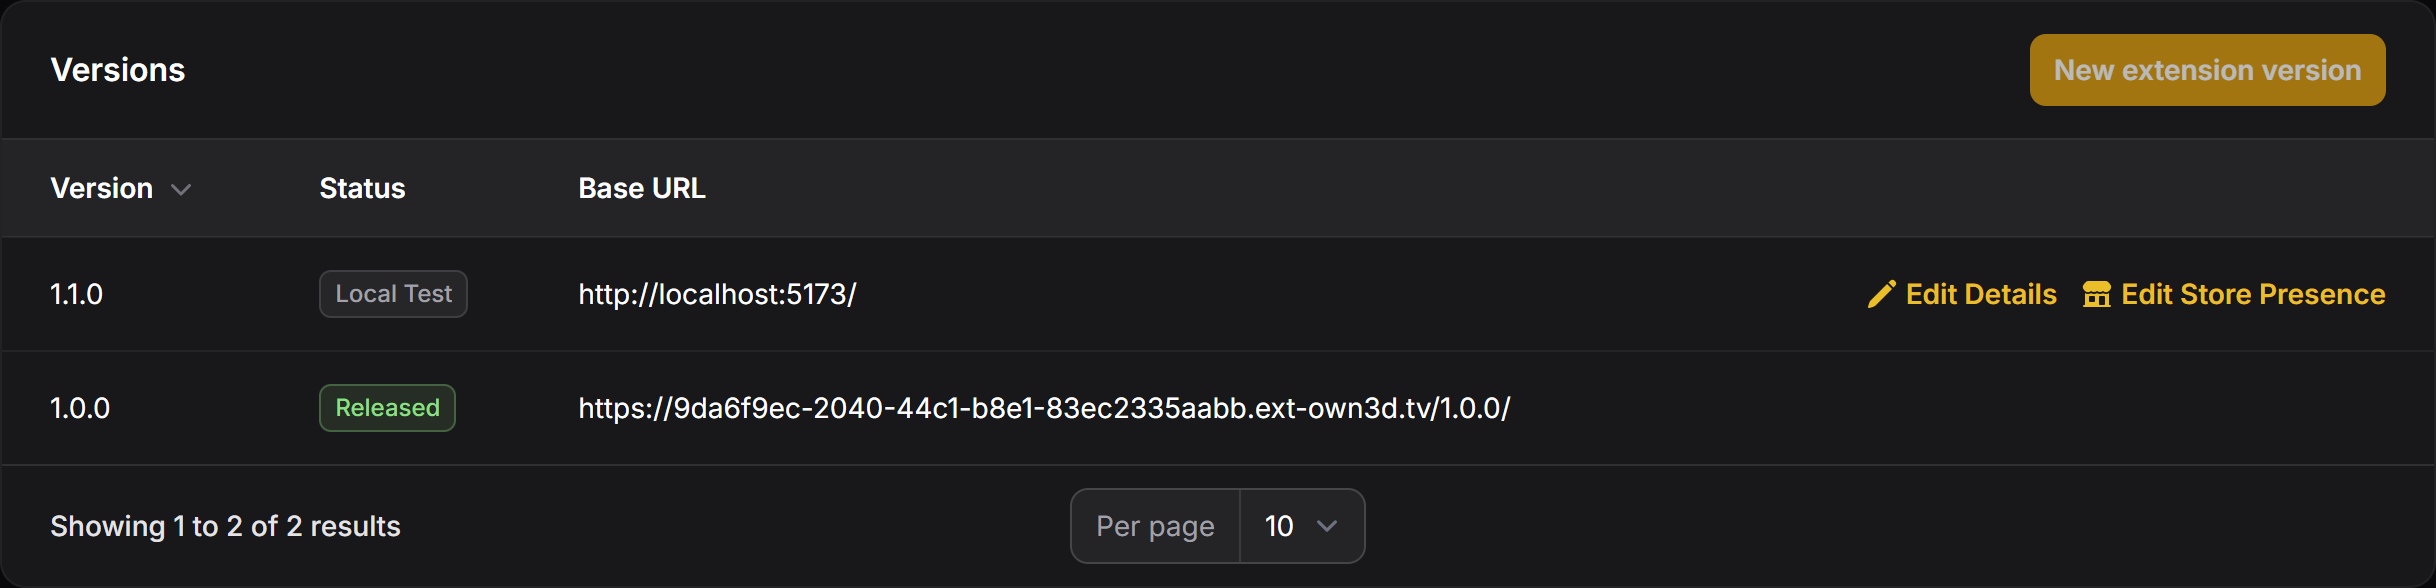 Versions
New extension version
Version Status Base URL
1.1.0 Local Test http://localhost:5173/ Edit Details Edit Store Presence
1.0.0 Released https://9da6f9ec-2040-44c1-b8e1-83ec2335aabb.ext-own3d.tv/1.0.0/
Showing 1 to 2 of 2 results Per page 10